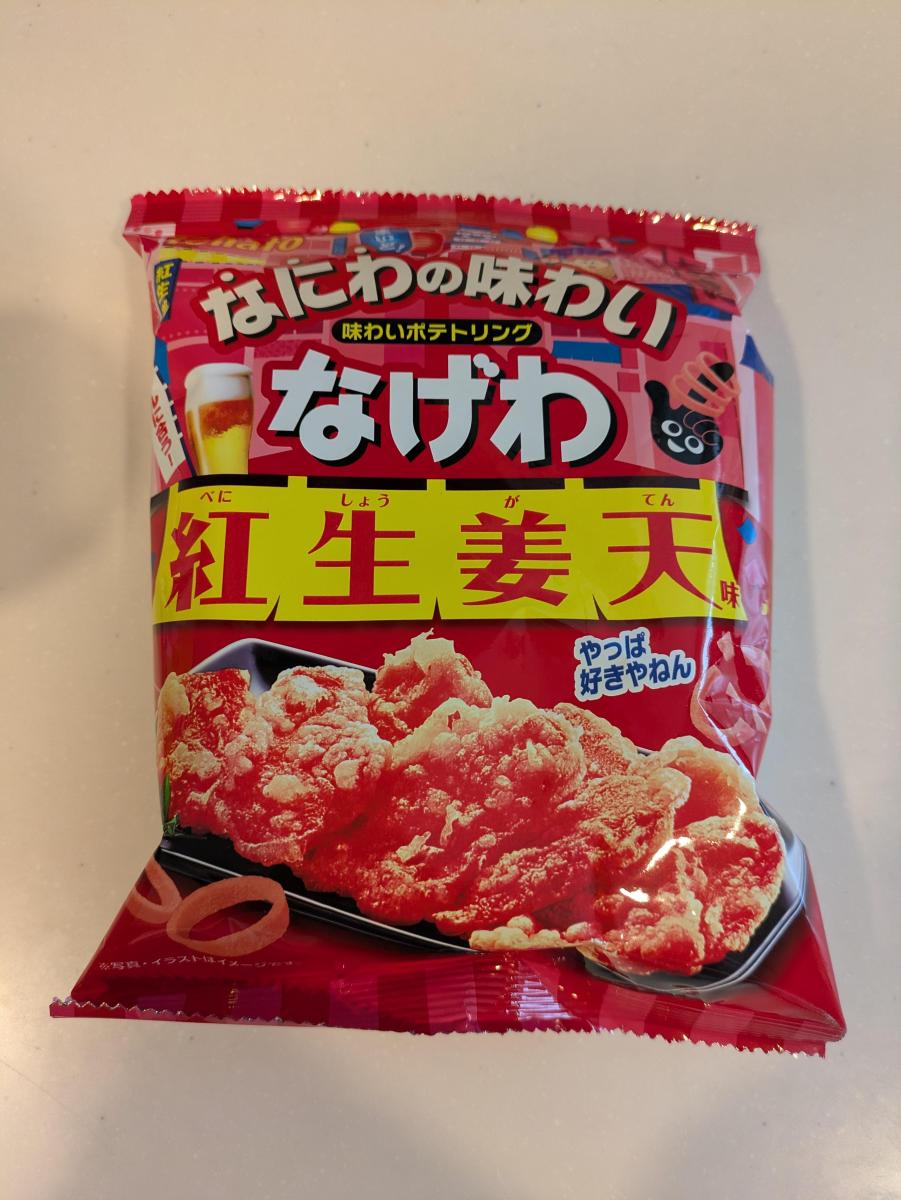 なにわの味わい
味わいポテトリング
なげわ
べに しょう が てん
紅生姜天味
やっぱ
好きやねん
※写真・イラストはイメージです